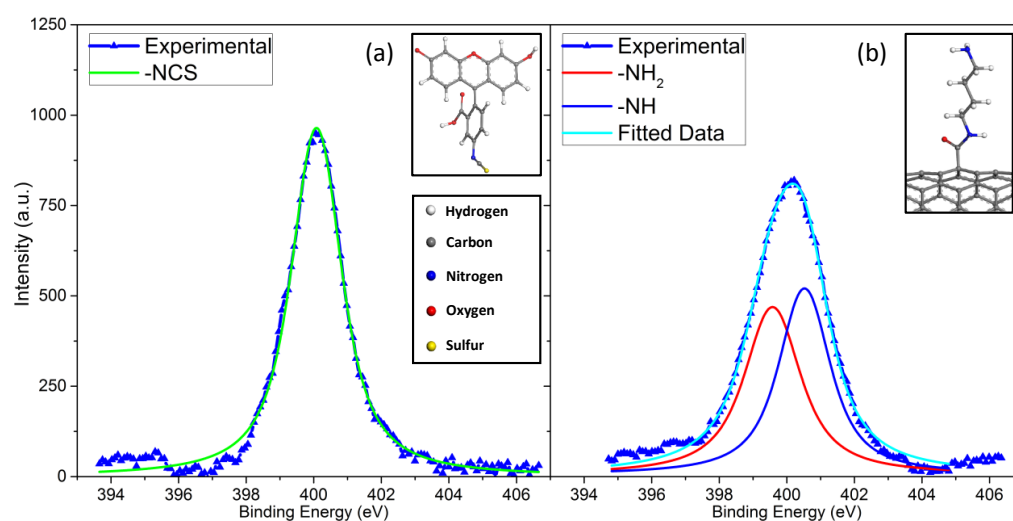 1250
1000
750
500
250
0
Intensity (a.u.)
Experimental
-NCS
(a)
Hydrogen
Carbon
Nitrogen
Oxygen
Sulfur
394 396 398 400 402 404 406
Binding Energy (eV)
Experimental
-NH₂
-NH
Fitted Data
(b)
394 396 398 400 402 404 406
Binding Energy (eV)